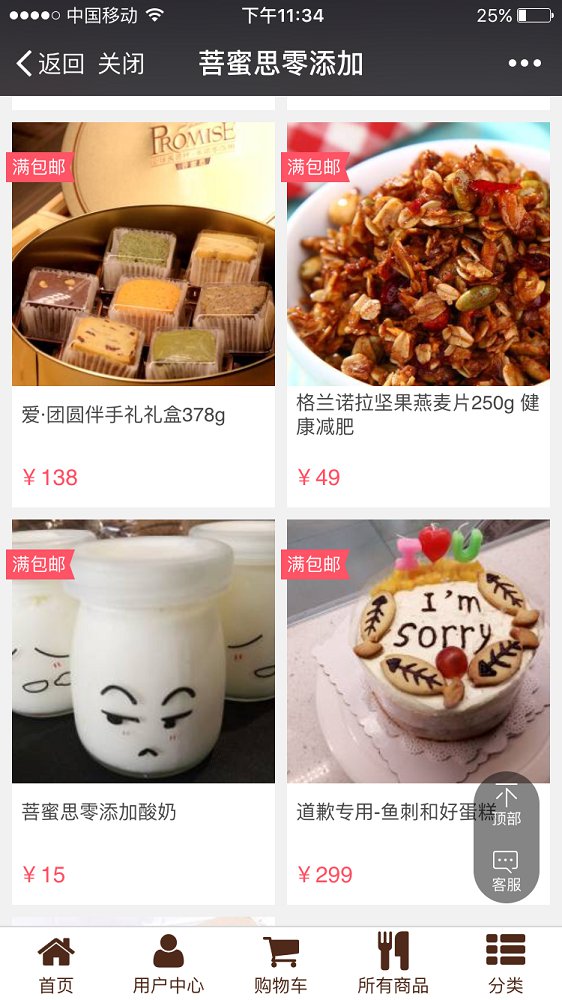 中国移动
下午11:34
25%
返回 关闭
菩蜜思零添加
PROMISE
满包邮
满包邮
爱·团圆伴手礼礼盒378g
格兰诺拉坚果燕麦片250g 健
康减肥
￥138
￥49
满包邮
满包邮
I ♥ U
I'm
sorry
菩蜜思零添加酸奶
道歉专用-鱼刺和好蛋糕
顶部
￥15
￥299
客服
首页
用户中心
购物车
所有商品
分类